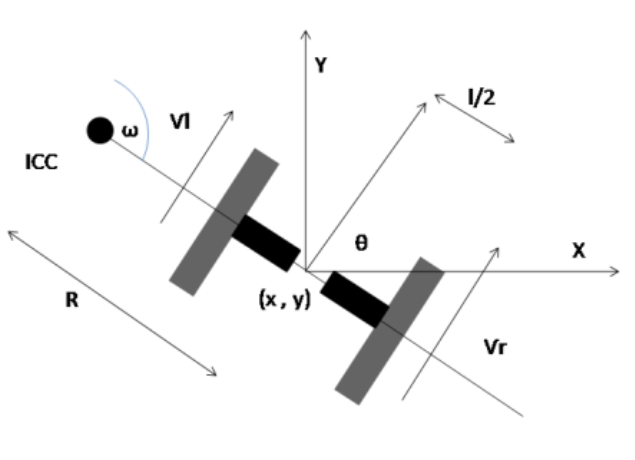 Y
l/2
Vl
ω
ICC
θ
X
(x , y)
R
Vr